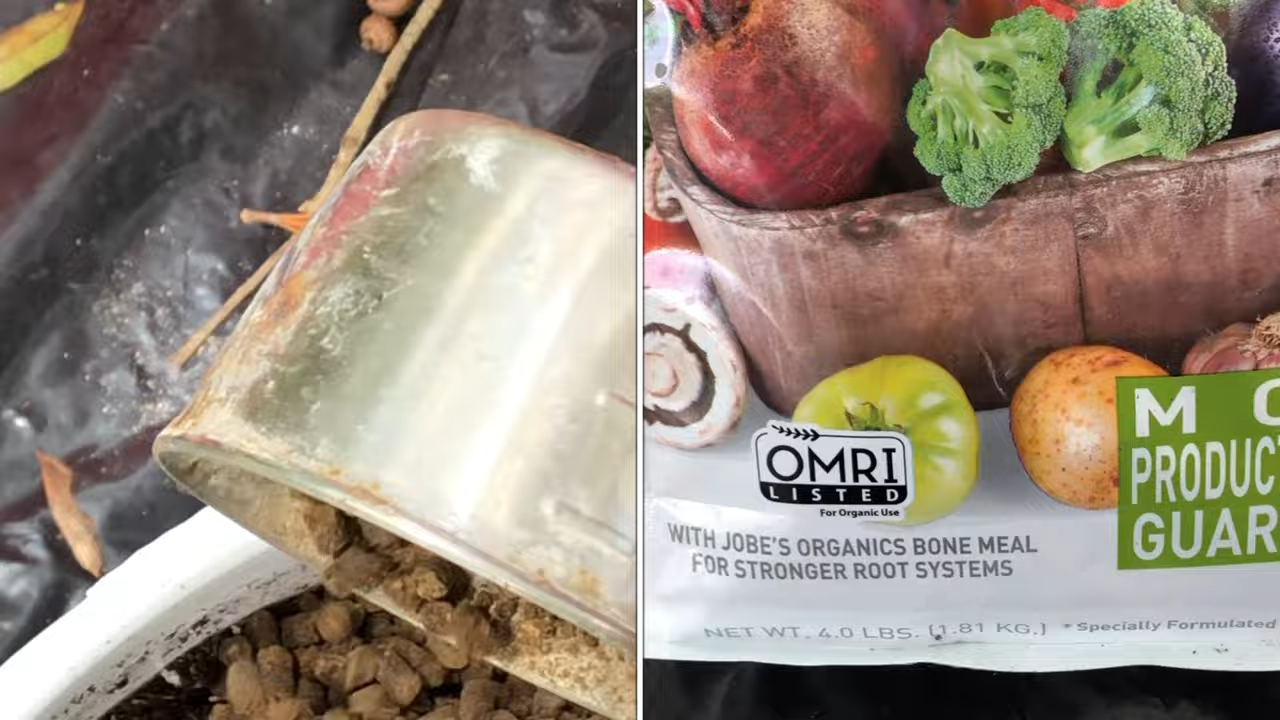 OMRI
LISTED
For Organic Use
WITH JOBE'S ORGANICS BONE MEAL
FOR STRONGER ROOT SYSTEMS
M
PRODUC
GUAR
NET WT. 4.0 LBS. (1.81 KG.) *Specially Formulated